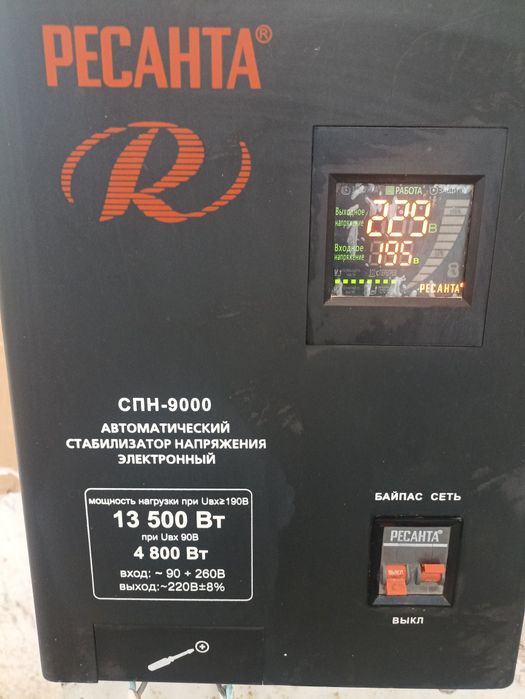 РЕСАНТА®
R
РАБОТА
Выходное
напряжение
229 В
Входное
напряжение
195 В
РЕСАНТА
СПН-9000
АВТОМАТИЧЕСКИЙ
СТАБИЛИЗАТОР НАПРЯЖЕНИЯ
ЭЛЕКТРОННЫЙ
мощность нагрузки при Uвх≥190В
13 500 Вт
при Uвх 90В
4 800 Вт
вход: ~ 90 ÷ 260В
выход:~220В±8%
БАЙПАС СЕТЬ
РЕСАНТА
ВЫКЛ
ВЫКЛ